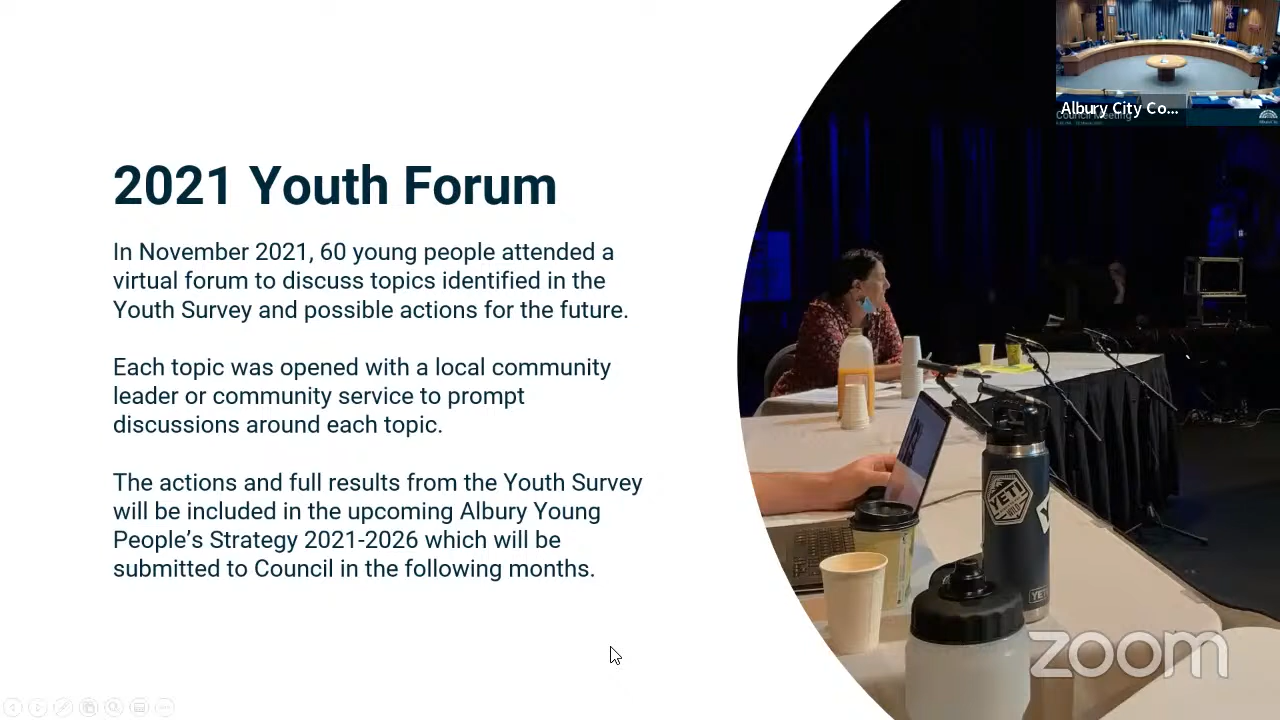 2021 Youth Forum
In November 2021, 60 young people attended a
virtual forum to discuss topics identified in the
Youth Survey and possible actions for the future.
Each topic was opened with a local community
leader or community service to prompt
discussions around each topic.
The actions and full results from the Youth Survey
will be included in the upcoming Albury Young
People’s Strategy 2021-2026 which will be
submitted to Council in the following months.
Albury City Co...
Council Meeting
YETI
YETI
zoom